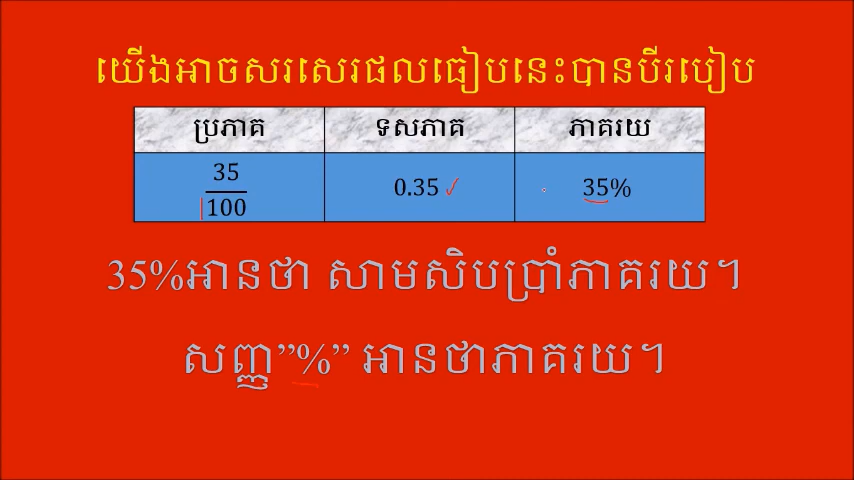 យើងអាចសរសេរផលធៀបនេះបានបីរបៀប
ប្រភាគ ទសភាគ ភាគរយ
35
100
0.35
35%
35%អានថា សាមសិបប្រាំភាគរយ។
សញ្ញ”%” អានថាភាគរយ។